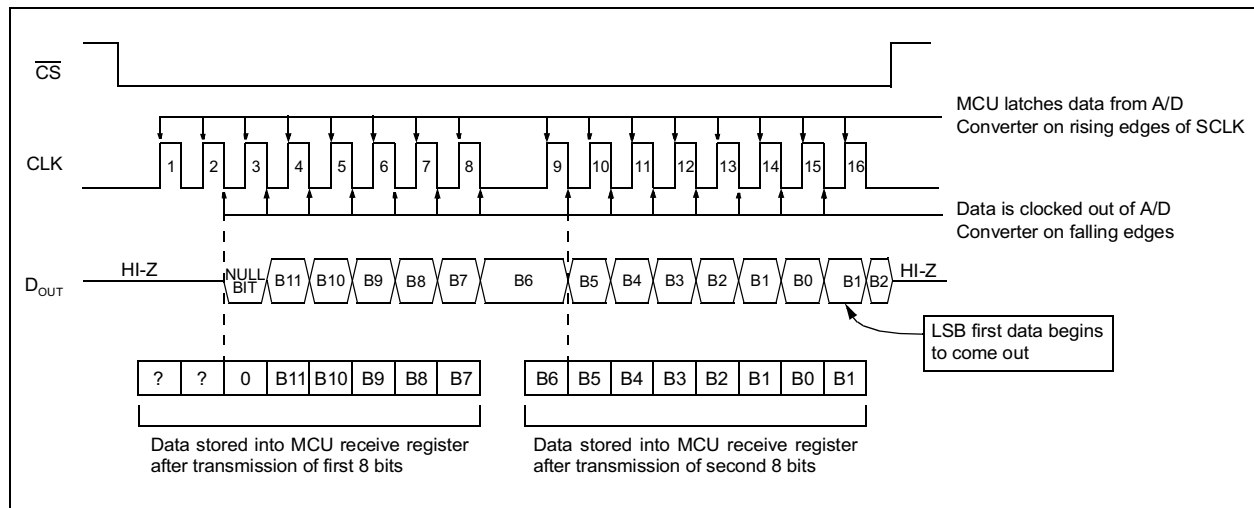 CS
MCU latches data from A/D
Converter on rising edges of SCLK
CLK
1 2 3 4 5 6 7 8 9 10 11 12 13 14 15 16
Data is clocked out of A/D
Converter on falling edges
HI-Z
DOUT
NULL
BIT
B11 B10 B9 B8 B7 B6 B5 B4 B3 B2 B1 B0 B1 B2
HI-Z
LSB first data begins
to come out
? ? 0 B11 B10 B9 B8 B7
B6 B5 B4 B3 B2 B1 B0 B1
Data stored into MCU receive register
after transmission of first 8 bits
Data stored into MCU receive register
after transmission of second 8 bits